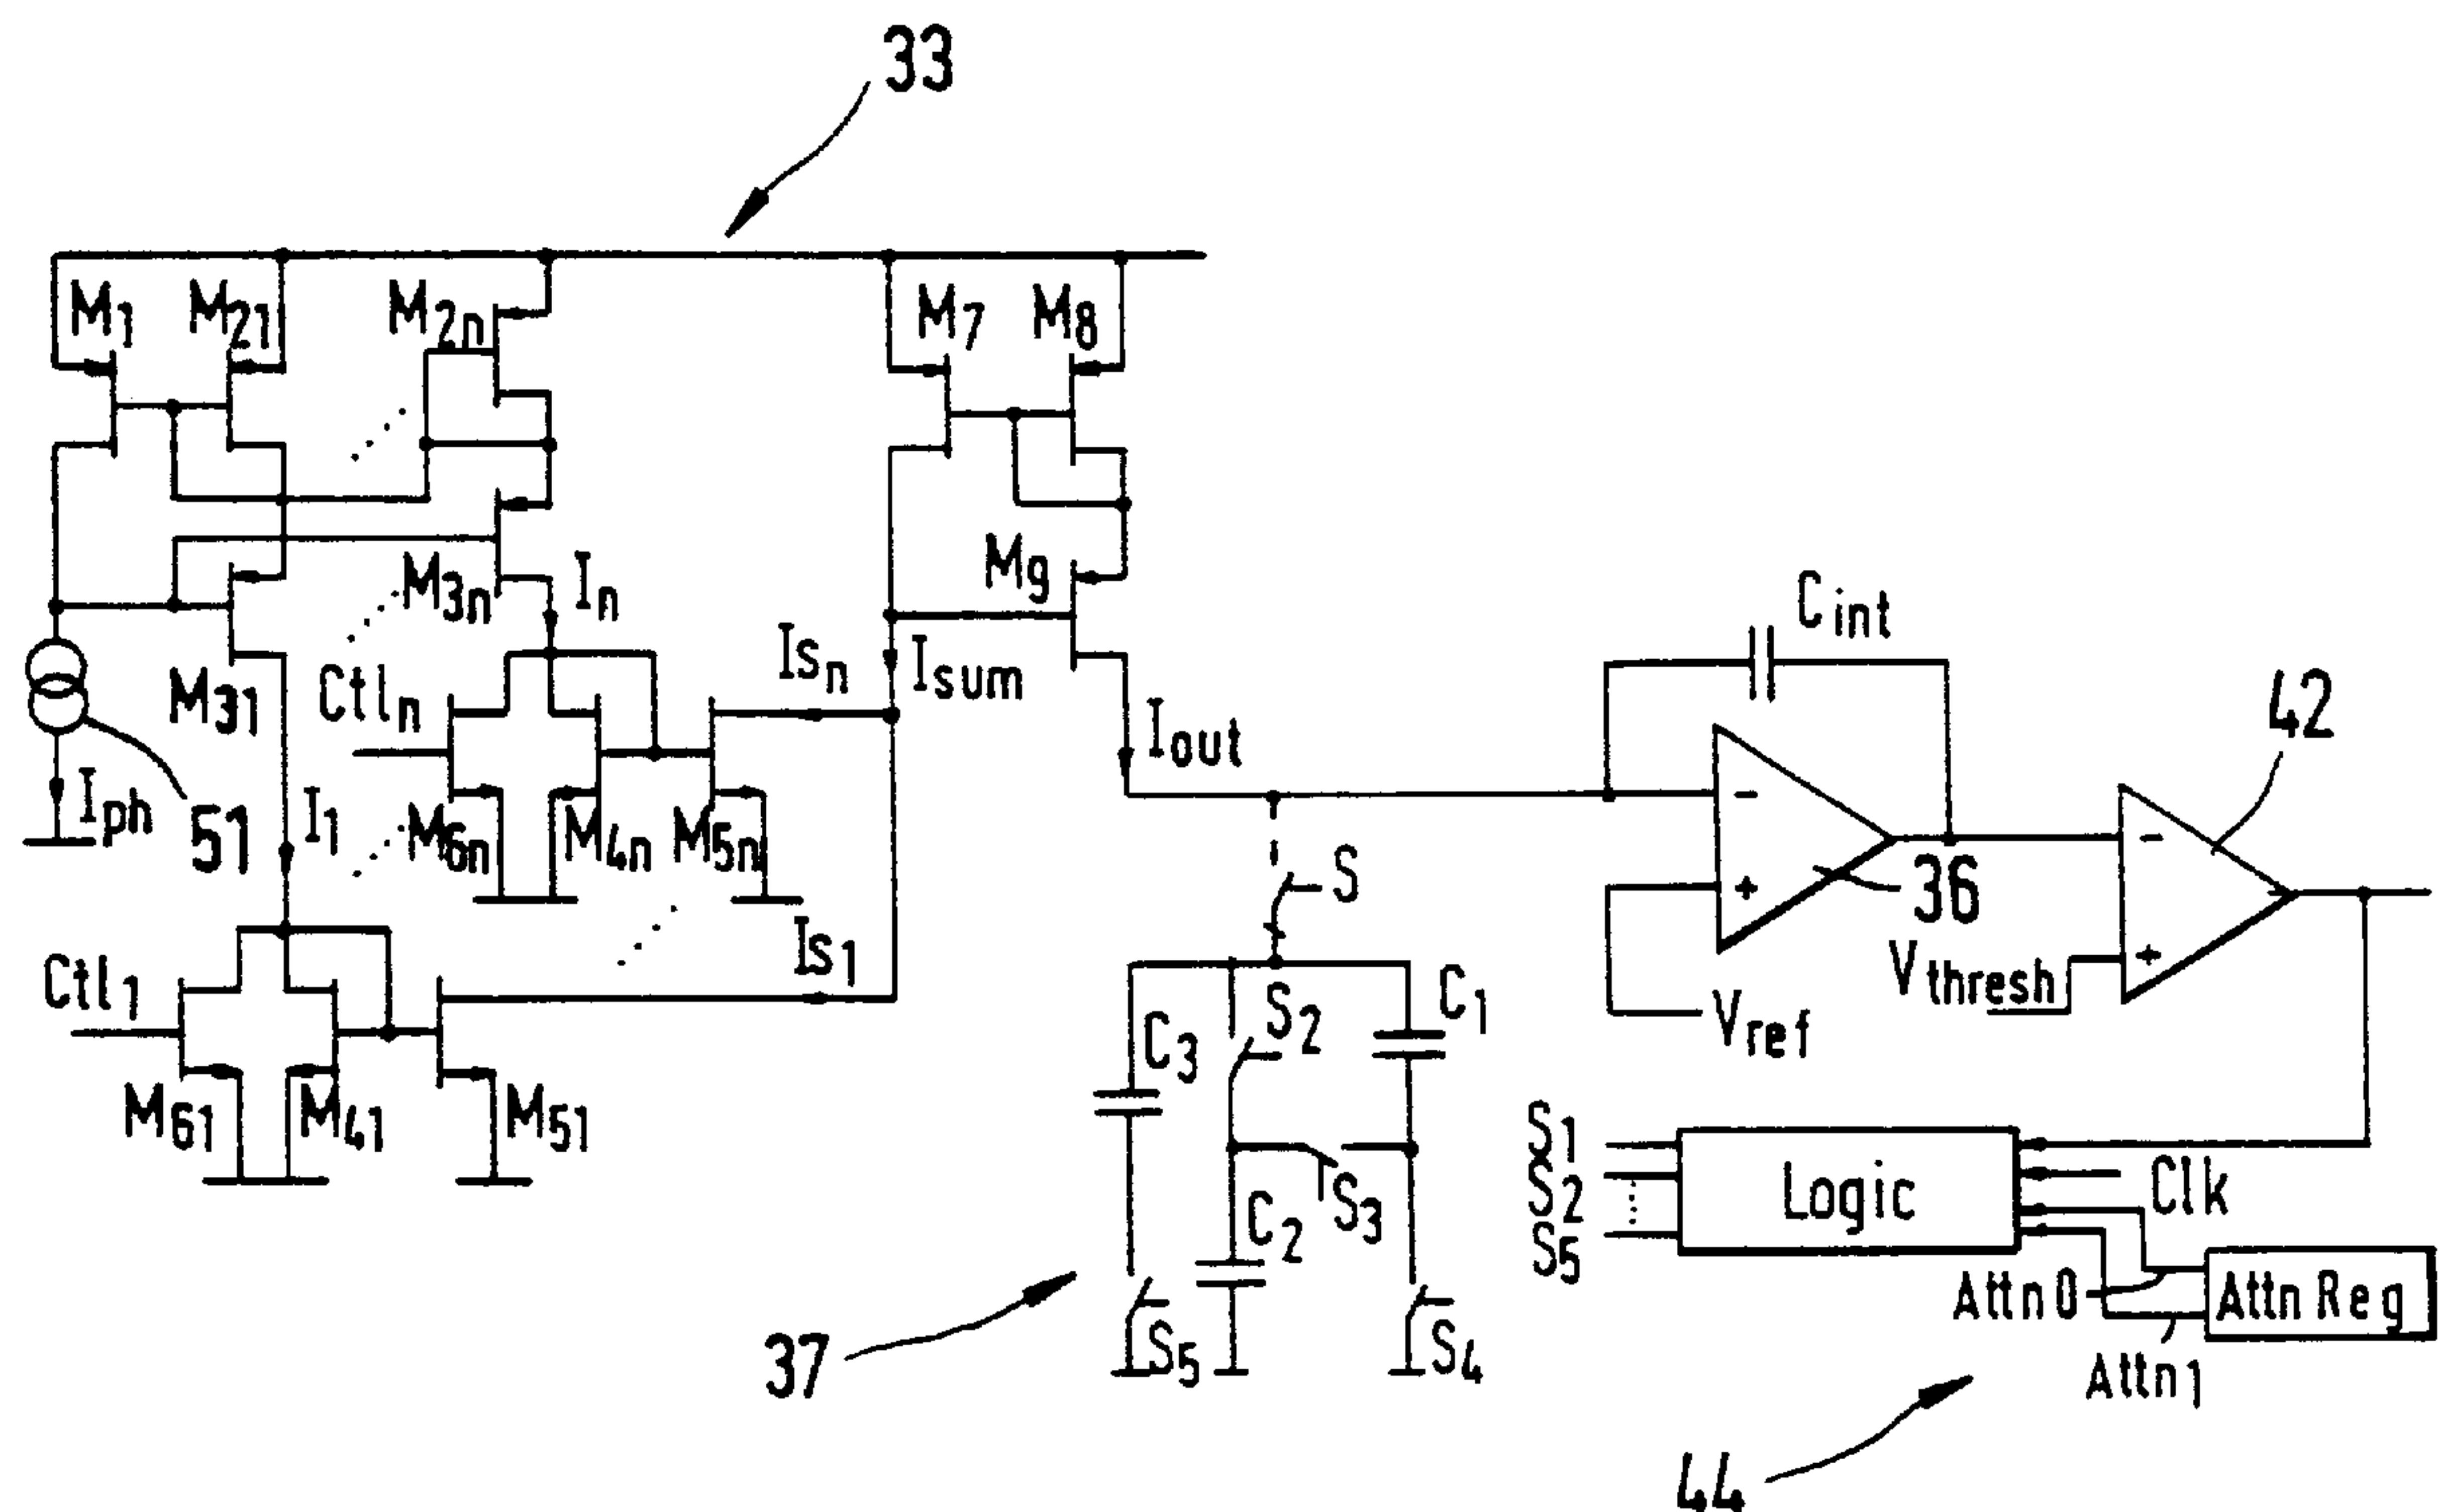 33
M1 M21 M2n M7 M8
M3n In M9
Cint
M31 Ctln Isn Isum
Iout 42
Iph 51 I1 M6n M4n M5n
S 36
Ctl1 Is1 Vthresh
C3 S2 C1 Vref
M61 M41 M51
S1
S2 Logic Clk
S5
C2 S3
Attn0 Attn Reg
37 S5 S4 Attn1
44